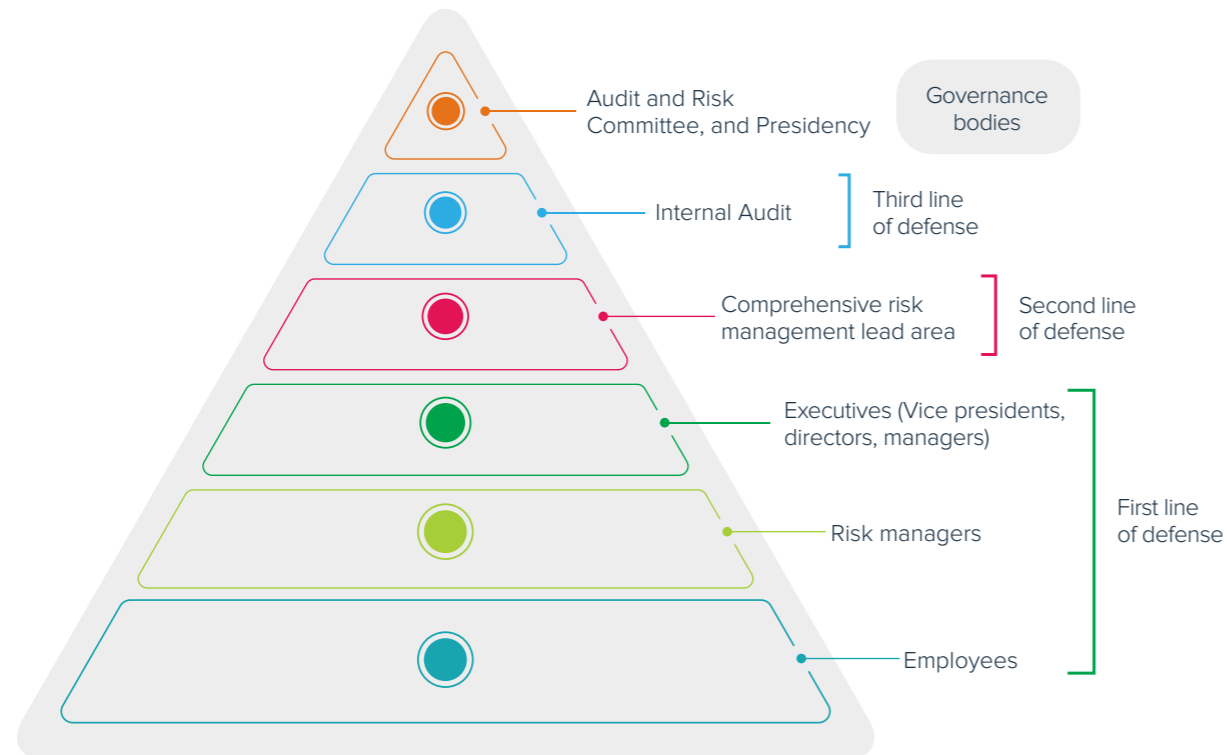 Audit and Risk
Committee, and Presidency
Governance
bodies
Internal Audit
Third line
of defense
Comprehensive risk
management lead area
Second line
of defense
Executives (Vice presidents,
directors, managers)
First line
of defense
Risk managers
Employees